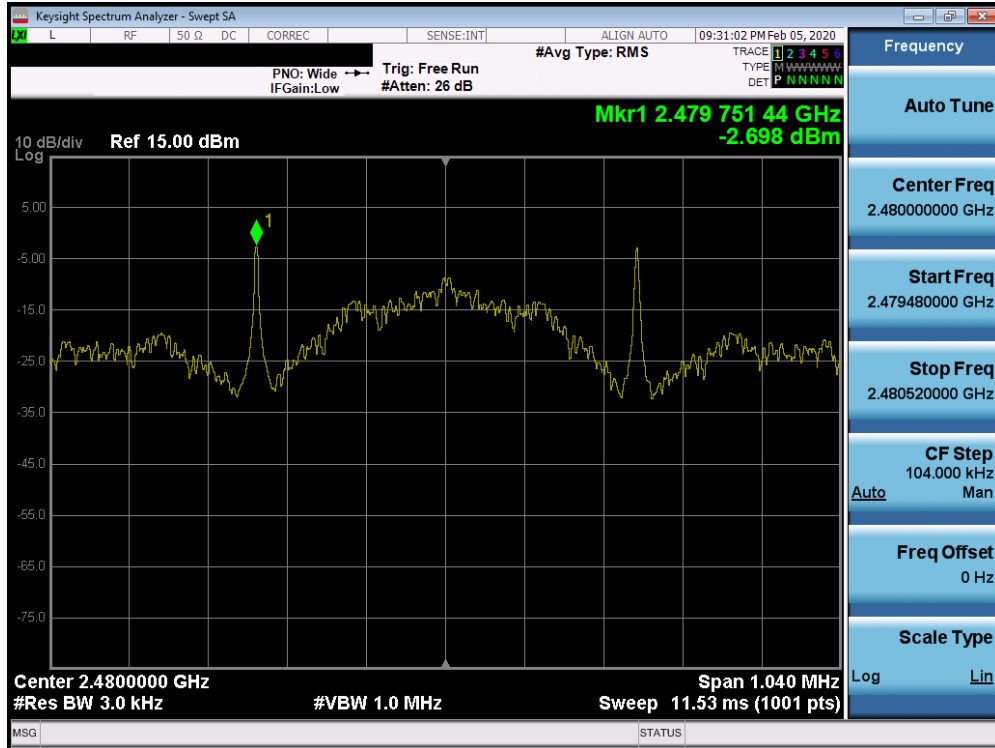 Keysight Spectrum Analyzer - Swept SA
LXI L RF 50 Ω DC CORREC SENSE:INT ALIGN AUTO 09:31:02 PM Feb 05, 2020
#Avg Type: RMS TRACE 1 2 3 4 5 6
PNO: Wide Trig: Free Run TYPE M WWWWW
IFGain:Low #Atten: 26 dB DET P N N N N N
Mkr1 2.479 751 44 GHz
-2.698 dBm
10 dB/div Ref 15.00 dBm
Log
1
5.00
-5.00
-15.0
-25.0
-35.0
-45.0
-55.0
-65.0
-75.0
Center 2.4800000 GHz Span 1.040 MHz
#Res BW 3.0 kHz #VBW 1.0 MHz Sweep 11.53 ms (1001 pts)
MSG STATUS
Frequency
Auto Tune
Center Freq
2.480000000 GHz
Start Freq
2.479480000 GHz
Stop Freq
2.480520000 GHz
CF Step
104.000 kHz
Auto Man
Freq Offset
0 Hz
Scale Type
Log Lin